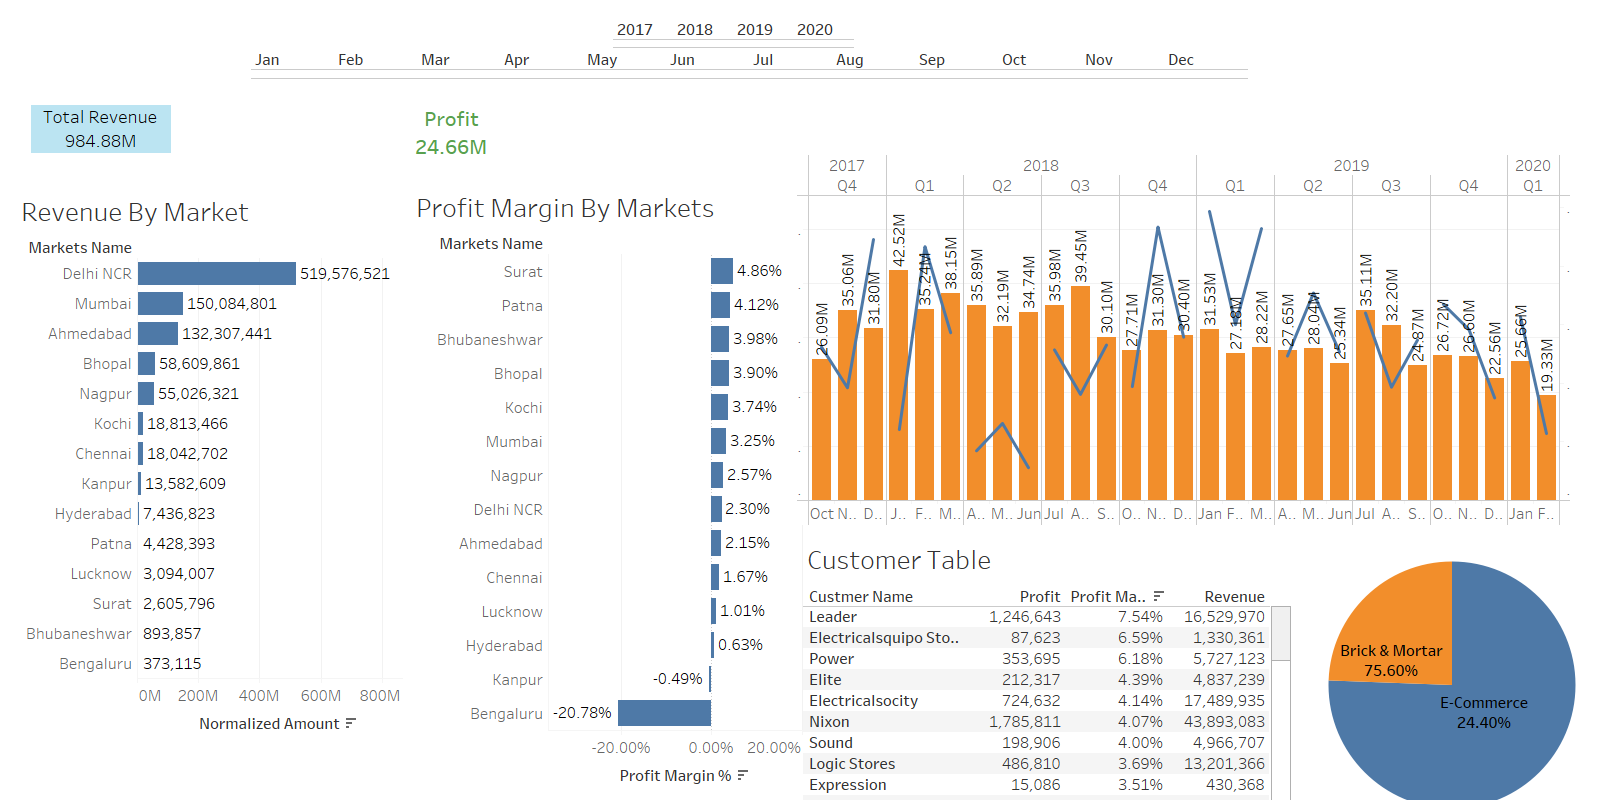 2017 2018 2019 2020
Jan Feb Mar Apr May Jun Jul Aug Sep Oct Nov Dec
Total Revenue
984.88M
Profit
24.66M
Revenue By Market
Markets Name
Delhi NCR 519,576,521
Mumbai 150,084,801
Ahmedabad 132,307,441
Bhopal 58,609,861
Nagpur 55,026,321
Kochi 18,813,466
Chennai 18,042,702
Kanpur 13,582,609
Hyderabad 7,436,823
Patna 4,428,393
Lucknow 3,094,007
Surat 2,605,796
Bhubaneshwar 893,857
Bengaluru 373,115
0M 200M 400M 600M 800M
Normalized Amount
Profit Margin By Markets
Markets Name
Surat 4.86%
Patna 4.12%
Bhubaneshwar 3.98%
Bhopal 3.90%
Kochi 3.74%
Mumbai 3.25%
Nagpur 2.57%
Delhi NCR 2.30%
Ahmedabad 2.15%
Chennai 1.67%
Lucknow 1.01%
Hyderabad 0.63%
Kanpur -0.49%
Bengaluru -20.78%
-20.00% 0.00% 20.00%
Profit Margin %
2017 2018 2019 2020
Q4 Q1 Q2 Q3 Q4 Q1 Q2 Q3 Q4 Q1
26.09M 35.06M 31.80M 42.52M 35.24M 38.15M 35.89M 32.19M 34.74M 35.98M 39.45M 30.10M 27.71M 31.30M 30.40M 31.53M 27.18M 28.22M 27.65M 28.04M 25.34M 35.11M 32.20M 24.87M 26.72M 26.60M 22.56M 25.66M 19.33M
Oct N.. D.. J.. F.. M.. A.. M.. Jun Jul A.. S.. O.. N.. D.. Jan F.. M.. A.. M.. Jun Jul A.. S.. O.. N.. D.. Jan F..
Customer Table
Custmer Name Profit Profit Ma.. Revenue
Leader 1,246,643 7.54% 16,529,970
Electricalsquipo Sto.. 87,623 6.59% 1,330,361
Power 353,695 6.18% 5,727,123
Elite 212,317 4.39% 4,837,239
Electricalsocity 724,632 4.14% 17,489,935
Nixon 1,785,811 4.07% 43,893,083
Sound 198,906 4.00% 4,966,707
Logic Stores 486,810 3.69% 13,201,366
Expression 15,086 3.51% 430,368
Brick & Mortar
75.60%
E-Commerce
24.40%